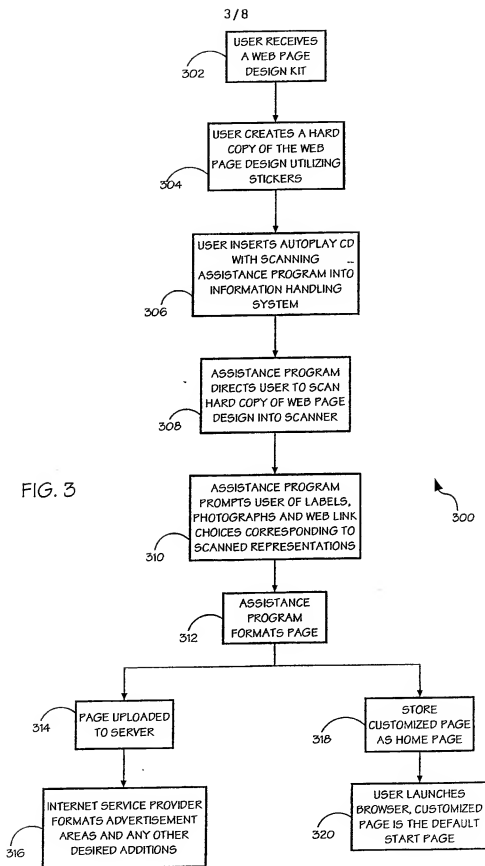 3/8
USER RECEIVES
A WEB PAGE
DESIGN KIT
302
USER CREATES A HARD
COPY OF THE WEB
PAGE DESIGN UTILIZING
STICKERS
304
USER INSERTS AUTOPLAY CD
WITH SCANNING
ASSISTANCE PROGRAM INTO
INFORMATION HANDLING
SYSTEM
306
ASSISTANCE PROGRAM
DIRECTS USER TO SCAN
HARD COPY OF WEB PAGE
DESIGN INTO SCANNER
308
FIG. 3
ASSISTANCE PROGRAM
PROMPTS USER OF LABELS,
PHOTOGRAPHS AND WEB LINK
CHOICES CORRESPONDING TO
SCANNED REPRESENTATIONS
310
300
ASSISTANCE
PROGRAM
FORMATS PAGE
312
PAGE UPLOADED
TO SERVER
314
STORE
CUSTOMIZED PAGE
AS HOME PAGE
318
INTERNET SERVICE PROVIDER
FORMATS ADVERTISEMENT
AREAS AND ANY OTHER
DESIRED ADDITIONS
316
USER LAUNCHES
BROWSER, CUSTOMIZED
PAGE IS THE DEFAULT
START PAGE
320